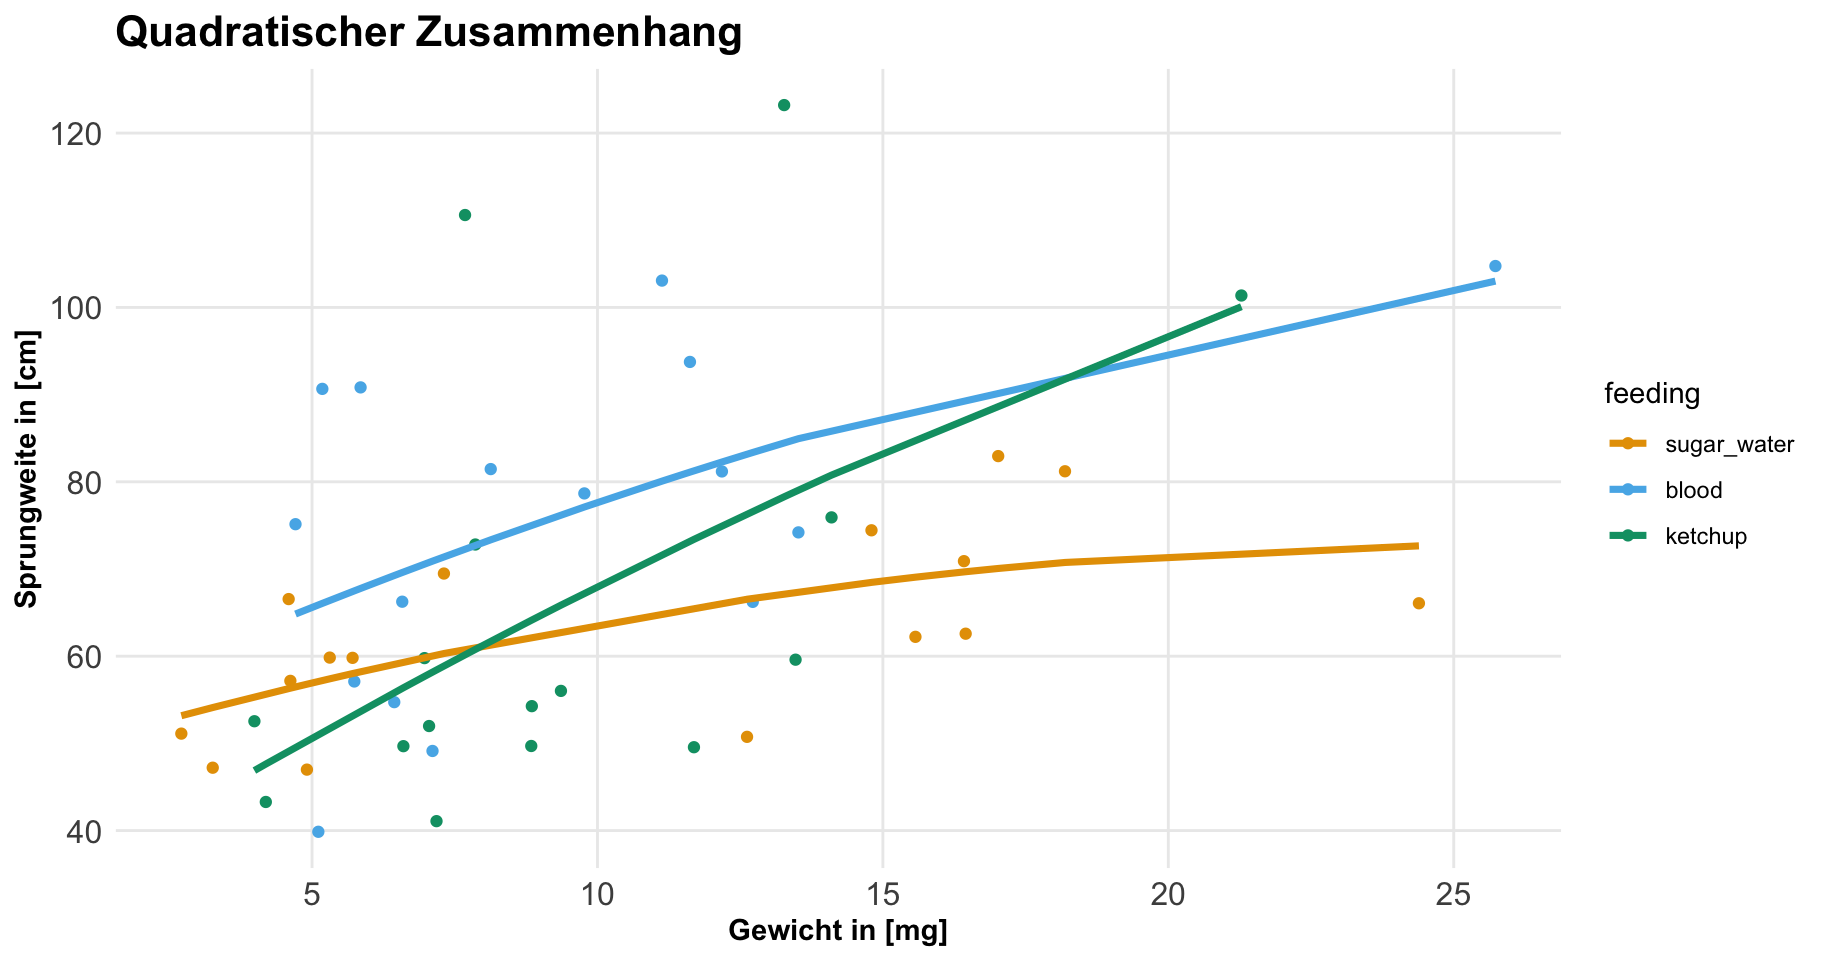 Quadratischer Zusammenhang
120
100
80
60
40
Sprungweite in [cm]
5 10 15 20 25
Gewicht in [mg]
feeding
sugar_water
blood
ketchup